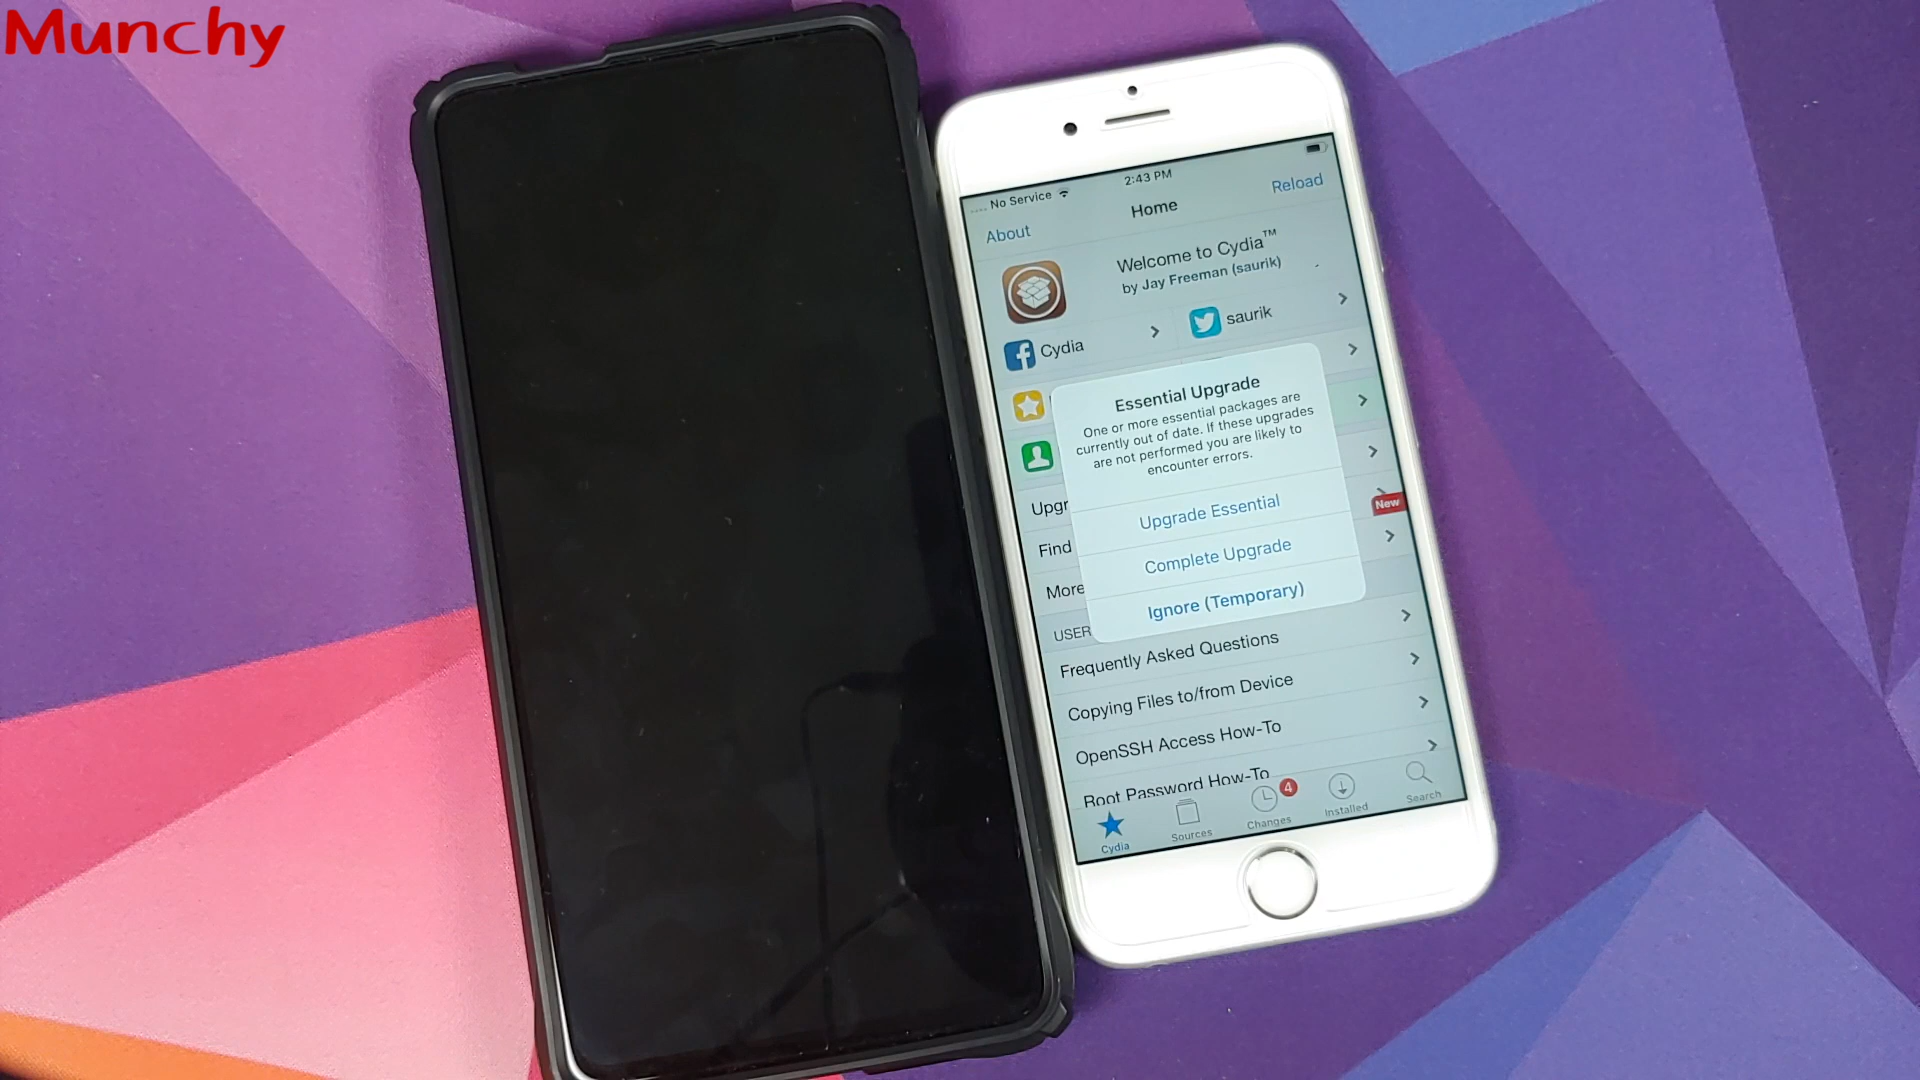 Munchy
No Service
2:43 PM
About
Home
Reload
Welcome to Cydia™
by Jay Freeman (saurik)
Cydia
saurik
Essential Upgrade
One or more essential packages are
currently out of date. If these upgrades
are not performed you are likely to
encounter errors.
Upgrade Essential
Complete Upgrade
Ignore (Temporary)
Upgr
New
Find
More
USER
Frequently Asked Questions
Copying Files to/from Device
OpenSSH Access How-To
Root Password How-To
Cydia
Sources
4
Changes
Installed
Search